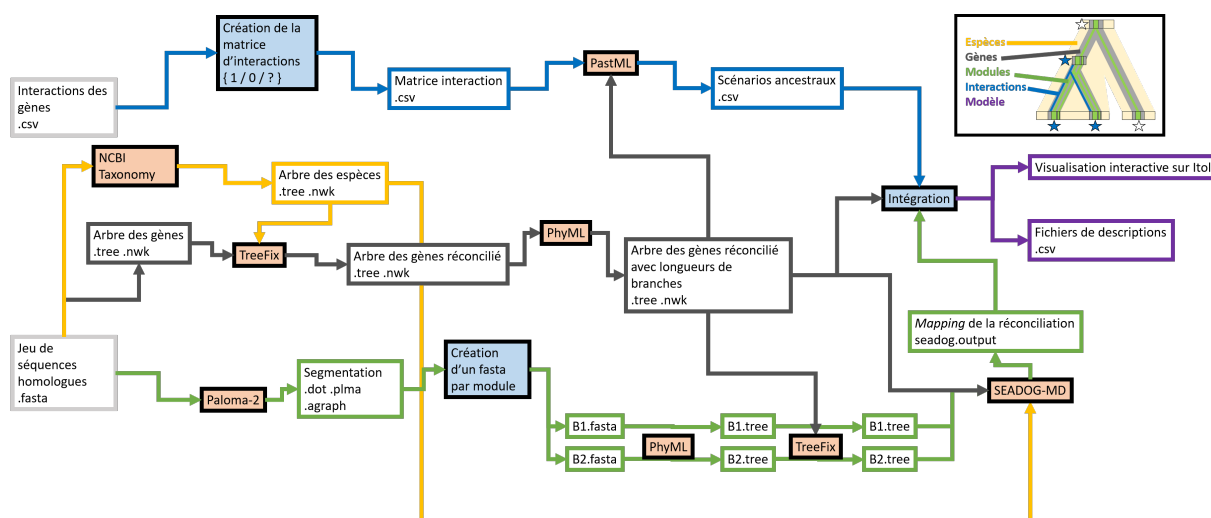 Création de la
matrice
d'interactions
{ 1 / 0 / ? }
Interactions des
gènes
.csv
Matrice interaction
.csv
PastML
Scénarios ancestraux
.csv
Espèces
Gènes
Modules
Interactions
Modèle
NCBI
Taxonomy
Arbre des espèces
.tree .nwk
Arbre des gènes
.tree .nwk
TreeFix
Arbre des gènes réconcilié
.tree .nwk
PhyML
Arbre des gènes réconcilié
avec longueurs de
branches
.tree .nwk
Intégration
Visualisation interactive sur Itol
Fichiers de descriptions
.csv
Mapping de la réconciliation
seadog.output
SEADOG-MD
Jeu de
séquences
homologues
.fasta
Paloma-2
Segmentation
.dot .plma
.agraph
Création
d'un fasta
par module
B1.fasta
B1.tree
B1.tree
PhyML
TreeFix
B2.fasta
B2.tree
B2.tree